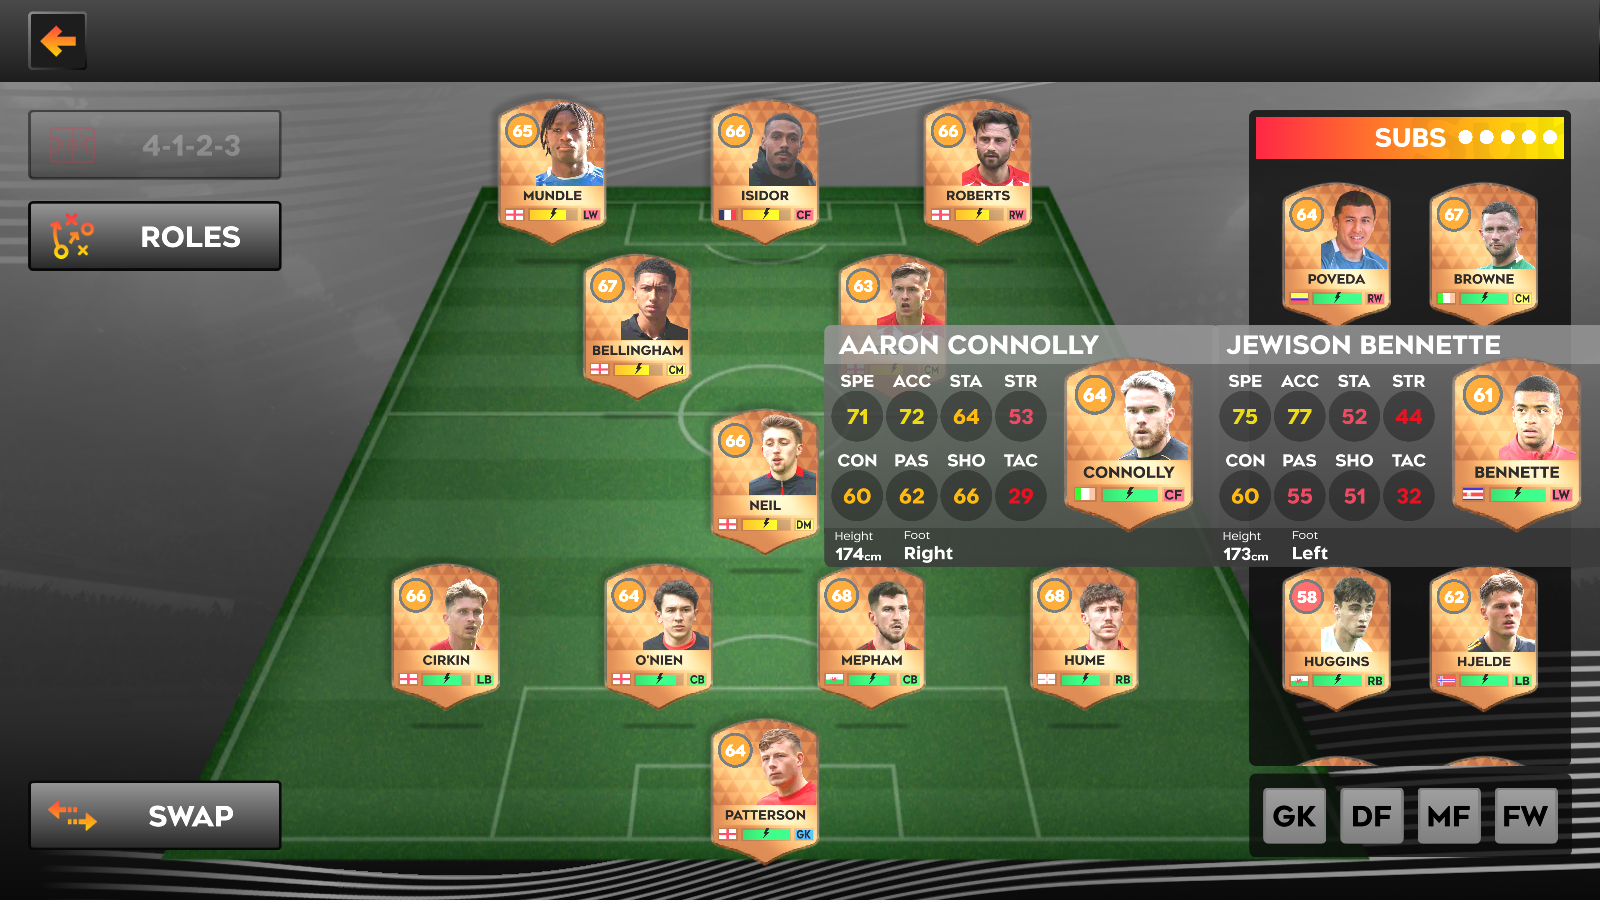 4-1-2-3
ROLES
SWAP
65
MUNDLE
LW
66
ISIDOR
CF
66
ROBERTS
RW
67
BELLINGHAM
CM
63
66
NEIL
DM
66
CIRKIN
LB
64
O'NIEN
CB
68
MEPHAM
CB
68
HUME
RB
64
PATTERSON
GK
SUBS
64
POVEDA
RW
67
BROWNE
CM
AARON CONNOLLY
SPE ACC STA STR
71 72 64 53
CON PAS SHO TAC
60 62 66 29
Height Foot
174cm Right
64
CONNOLLY
CF
JEWISON BENNETTE
SPE ACC STA STR
75 77 52 44
CON PAS SHO TAC
60 55 51 32
Height Foot
173cm Left
61
BENNETTE
LW
58
HUGGINS
RB
62
HJELDE
LB
GK DF MF FW